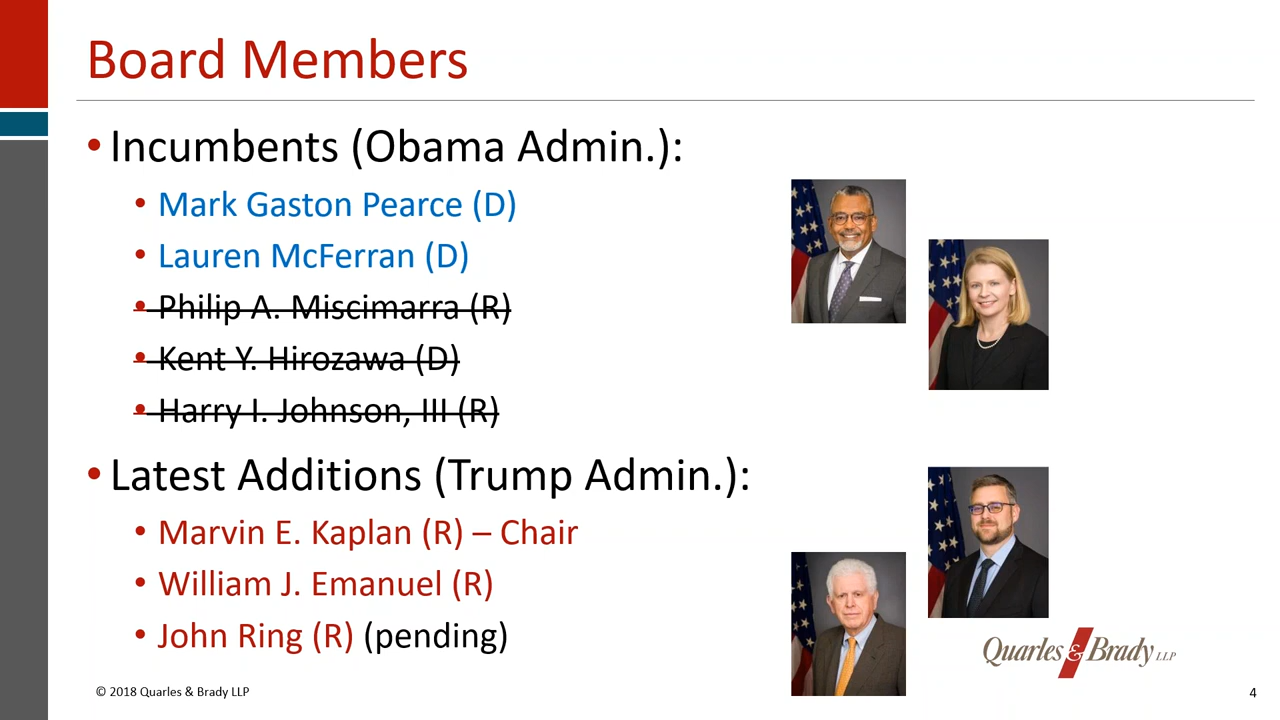 Board Members
• Incumbents (Obama Admin.):
• Mark Gaston Pearce (D)
• Lauren McFerran (D)
• Philip A. Miscimarra (R)
• Kent Y. Hirozawa (D)
• Harry I. Johnson, III (R)
• Latest Additions (Trump Admin.):
• Marvin E. Kaplan (R) – Chair
• William J. Emanuel (R)
• John Ring (R) (pending)
Quarles & Brady LLP
© 2018 Quarles & Brady LLP
4